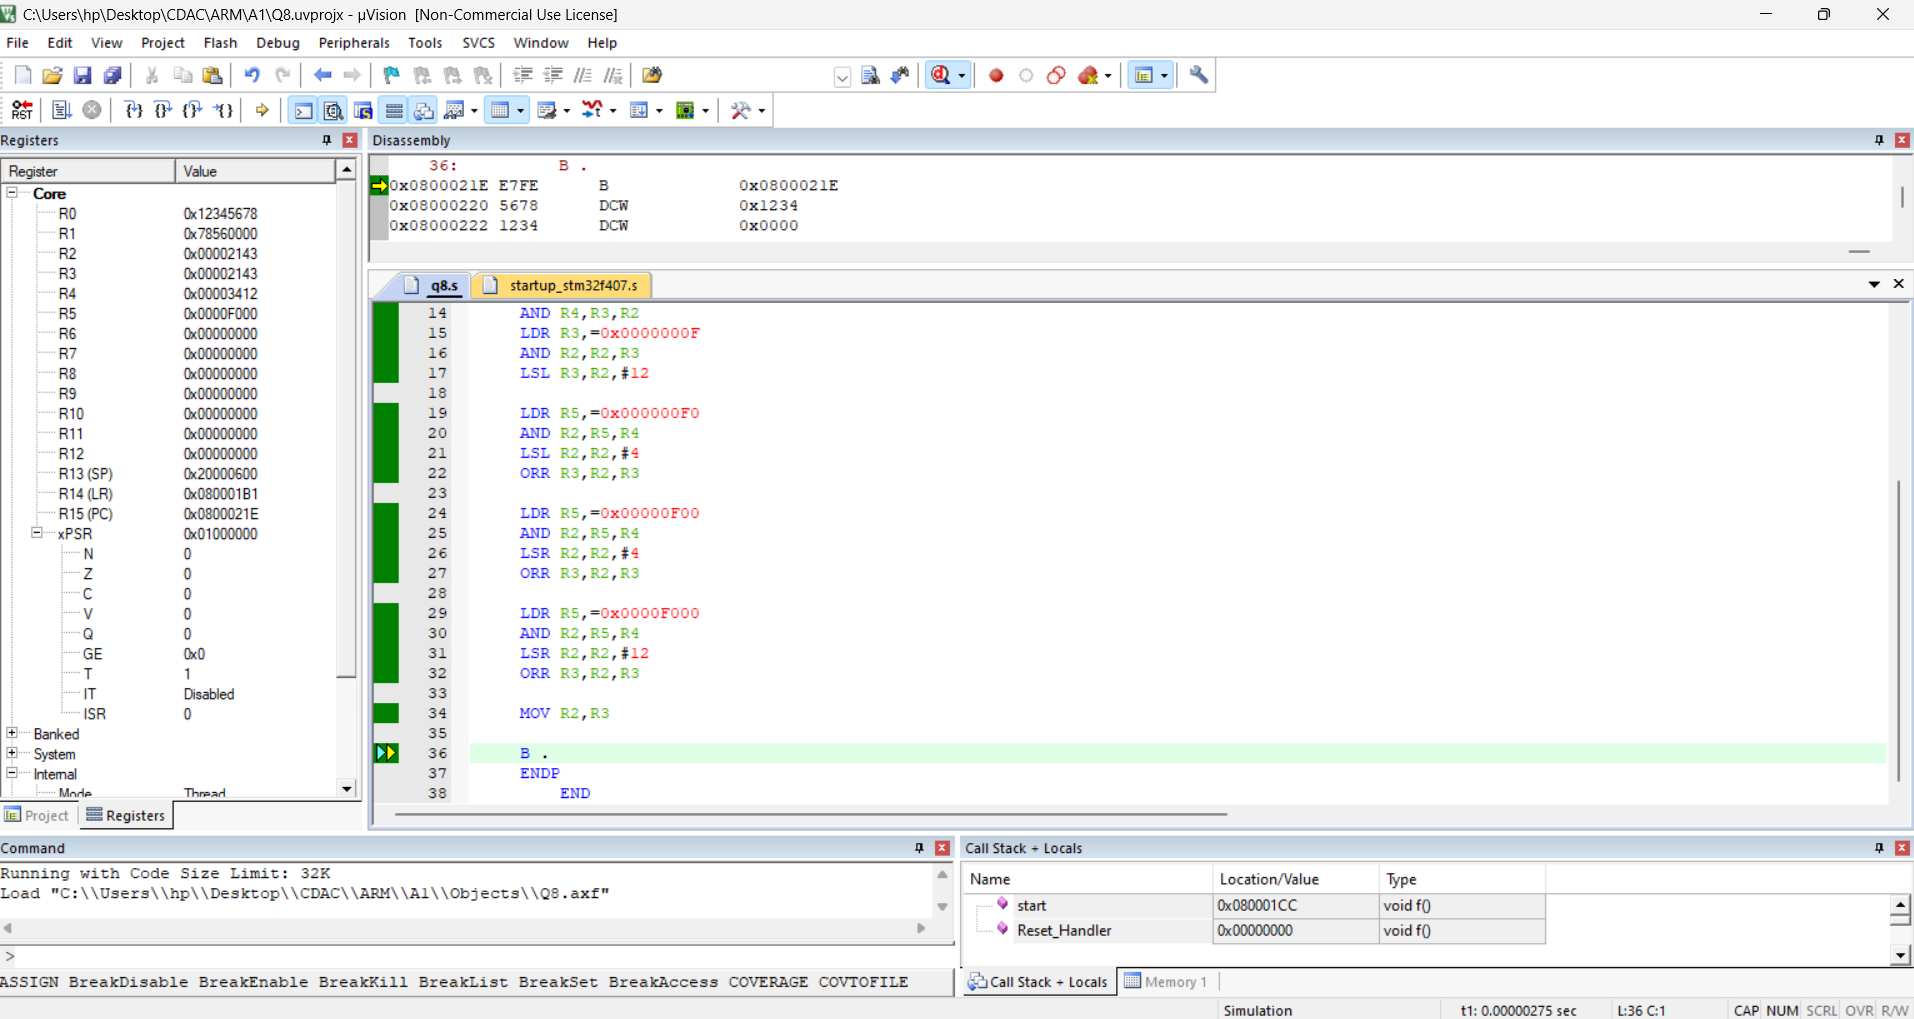 C:\Users\hp\Desktop\CDAC\ARM\A1\Q8.uvprojx - µVision [Non-Commercial Use License]
File Edit View Project Flash Debug Peripherals Tools SVCS Window Help
RST
Registers
Register Value
Core
R0 0x12345678
R1 0x78560000
R2 0x00002143
R3 0x00002143
R4 0x00003412
R5 0x0000F000
R6 0x00000000
R7 0x00000000
R8 0x00000000
R9 0x00000000
R10 0x00000000
R11 0x00000000
R12 0x00000000
R13 (SP) 0x20000600
R14 (LR) 0x080001B1
R15 (PC) 0x0800021E
xPSR 0x01000000
N 0
Z 0
C 0
V 0
Q 0
GE 0x0
T 1
IT Disabled
ISR 0
Banked
System
Internal
Mode Thread
Project Registers
Disassembly
36: B .
0x0800021E E7FE B 0x0800021E
0x08000220 5678 DCW 0x1234
0x08000222 1234 DCW 0x0000
q8.s startup_stm32f407.s
14 AND R4,R3,R2
15 LDR R3,=0x0000000F
16 AND R2,R2,R3
17 LSL R3,R2,#12
18
19 LDR R5,=0x000000F0
20 AND R2,R5,R4
21 LSL R2,R2,#4
22 ORR R3,R2,R3
23
24 LDR R5,=0x00000F00
25 AND R2,R5,R4
26 LSR R2,R2,#4
27 ORR R3,R2,R3
28
29 LDR R5,=0x0000F000
30 AND R2,R5,R4
31 LSR R2,R2,#12
32 ORR R3,R2,R3
33
34 MOV R2,R3
35
36 B .
37 ENDP
38 END
Command
Running with Code Size Limit: 32K
Load "C:\\Users\\hp\\Desktop\\CDAC\\ARM\\A1\\Objects\\Q8.axf"
>
ASSIGN BreakDisable BreakEnable BreakKill BreakList BreakSet BreakAccess COVERAGE COVTOFILE
Call Stack + Locals
Name Location/Value Type
start 0x080001CC void f()
Reset_Handler 0x00000000 void f()
Call Stack + Locals Memory 1
Simulation t1: 0.00000275 sec L:36 C:1 CAP NUM SCRL OVR R/W